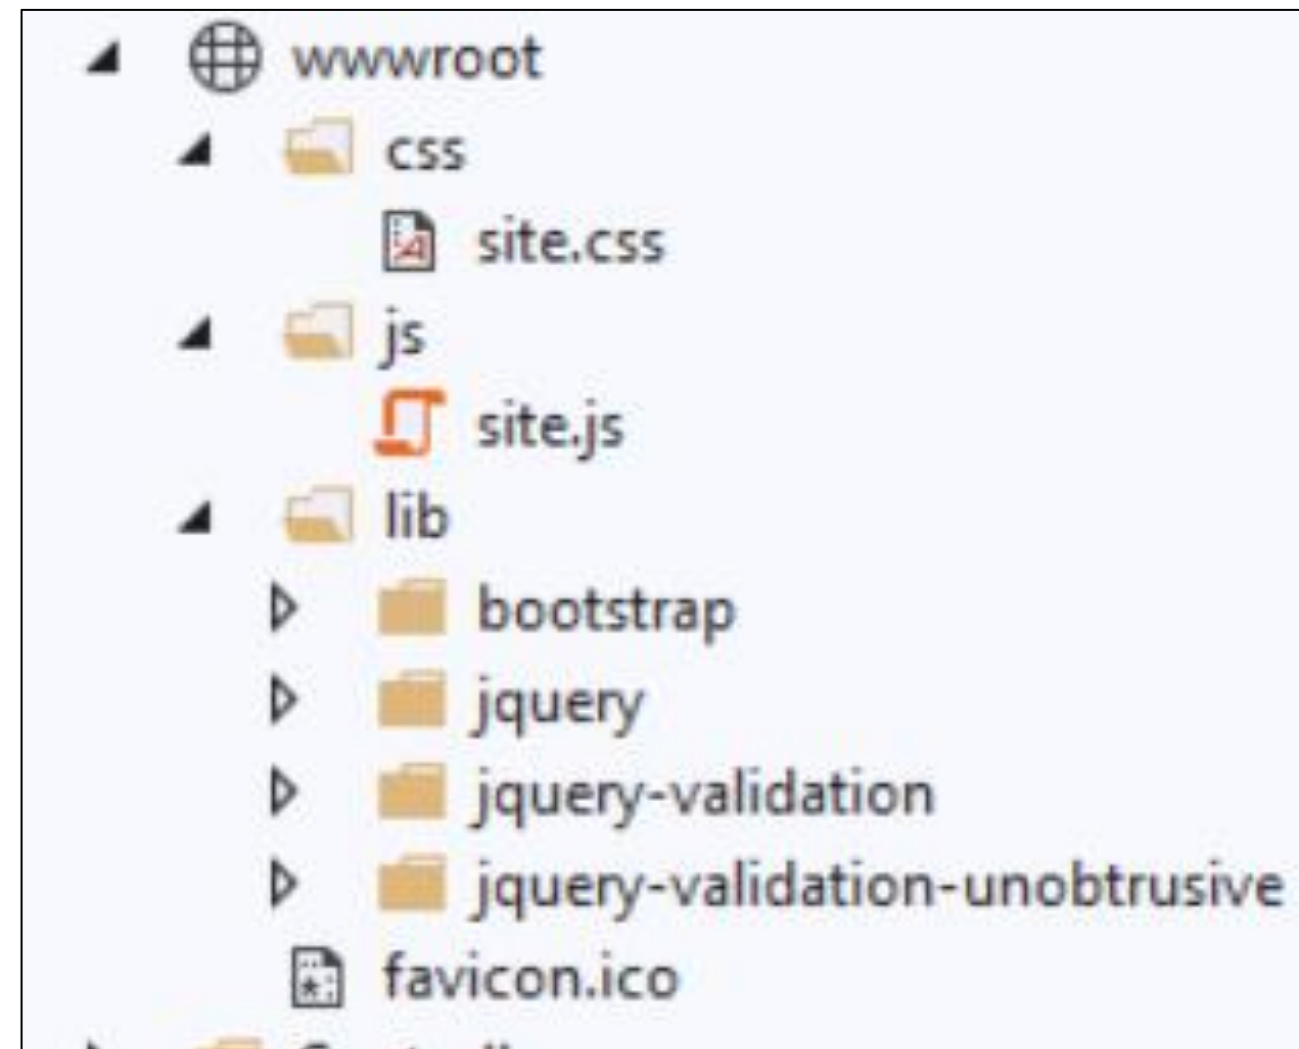 wwwroot
css
site.css
js
site.js
lib
bootstrap
jquery
jquery-validation
jquery-validation-unobtrusive
favicon.ico